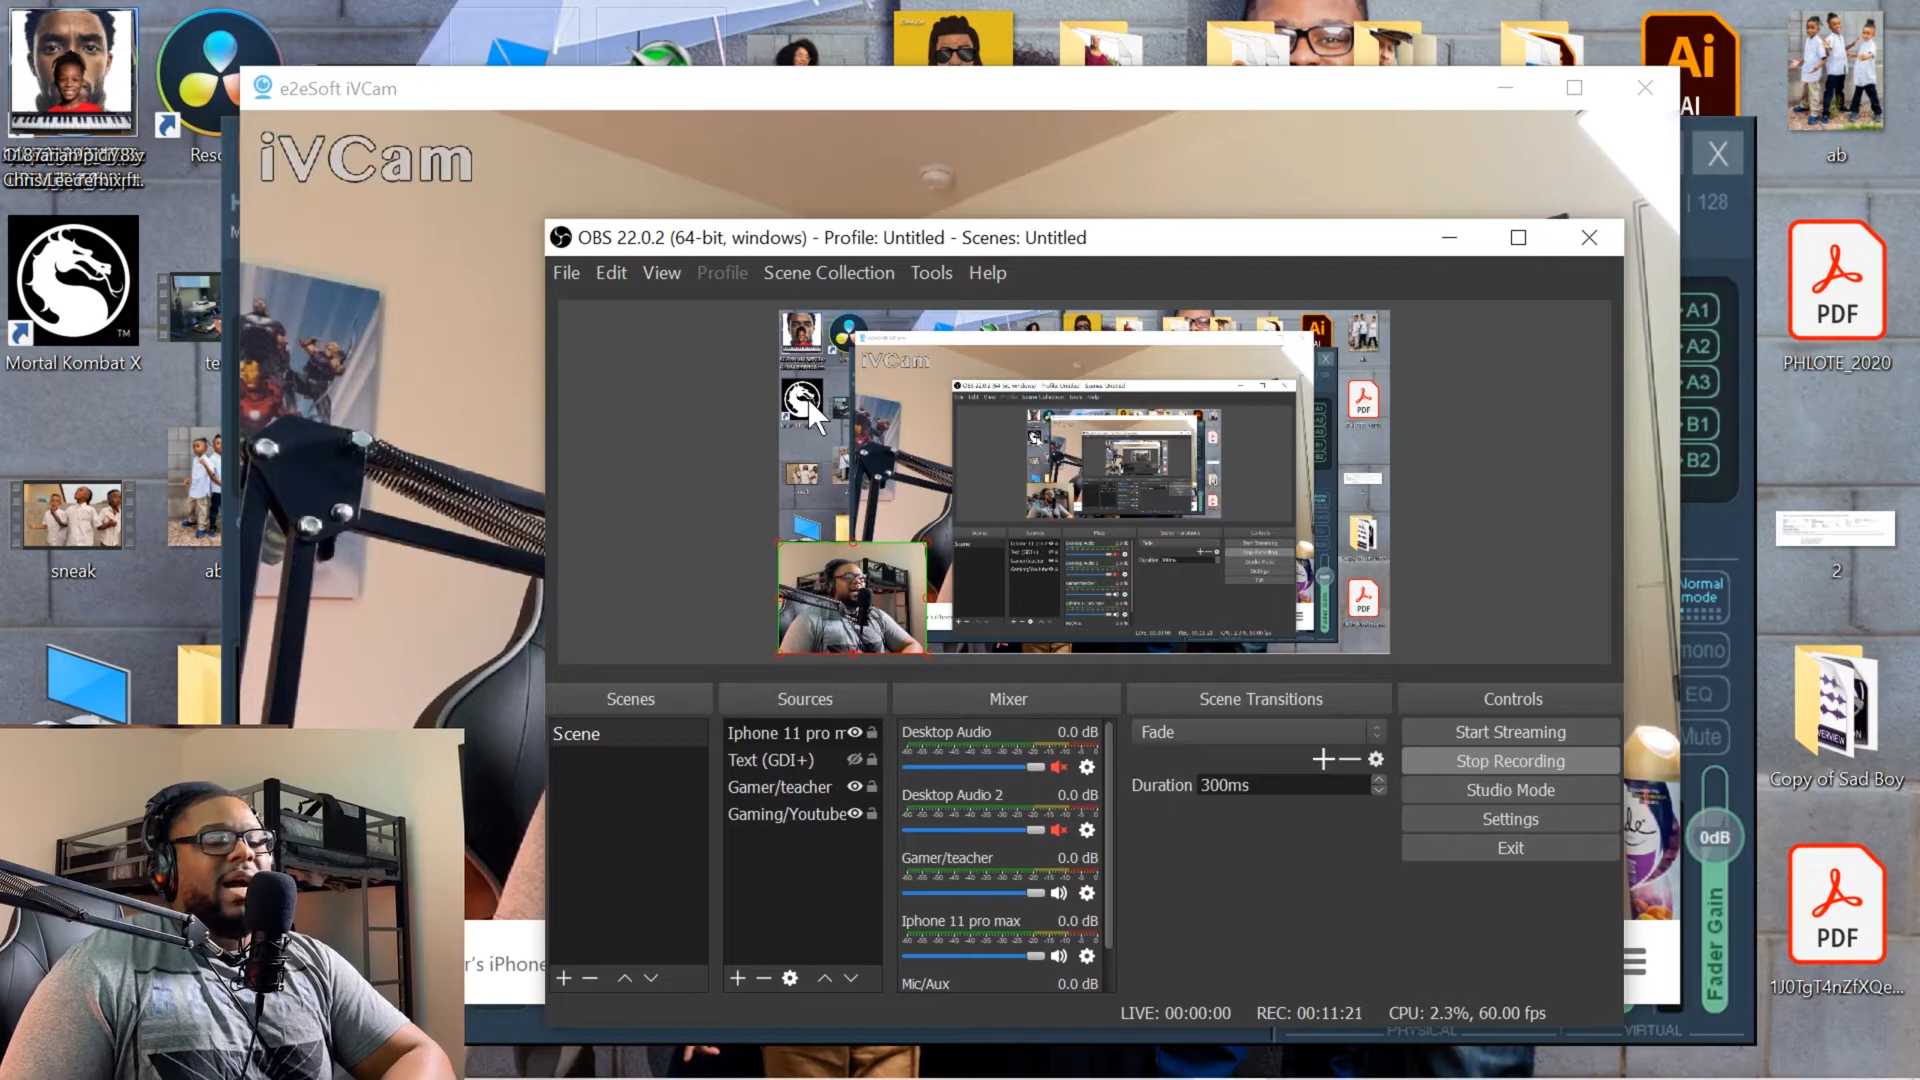 e2eSoft iVCam
iVCam
Ai
AI
ab
X
| 128
Mortal Kombat X
A1
A2
A3
B1
B2
PDF
PHLOTE_2020
sneak
ab
2
Normal
mode
mono
EQ
Mute
0dB
Fader Gain
Copy of Sad Boy
PDF
1J0TgT4nZfXQe...
PHYSICAL
VIRTUAL
r's iPhone
OBS 22.0.2 (64-bit, windows) - Profile: Untitled - Scenes: Untitled
File Edit View Profile Scene Collection Tools Help
Scenes
Scene
Sources
Iphone 11 pro m
Text (GDI+)
Gamer/teacher
Gaming/Youtube
Mixer
Desktop Audio 0.0 dB
Desktop Audio 2 0.0 dB
Gamer/teacher 0.0 dB
Iphone 11 pro max 0.0 dB
Mic/Aux 0.0 dB
Scene Transitions
Fade
Duration 300ms
Controls
Start Streaming
Stop Recording
Studio Mode
Settings
Exit
LIVE: 00:00:00 REC: 00:11:21 CPU: 2.3%, 60.00 fps